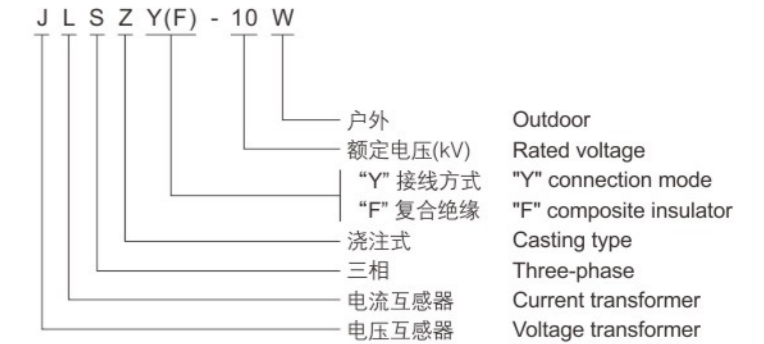 J L S Z Y(F) - 10 W
户外 Outdoor
额定电压(kV) Rated voltage
“Y” 接线方式 "Y" connection mode
“F” 复合绝缘 "F" composite insulator
浇注式 Casting type
三相 Three-phase
电流互感器 Current transformer
电压互感器 Voltage transformer